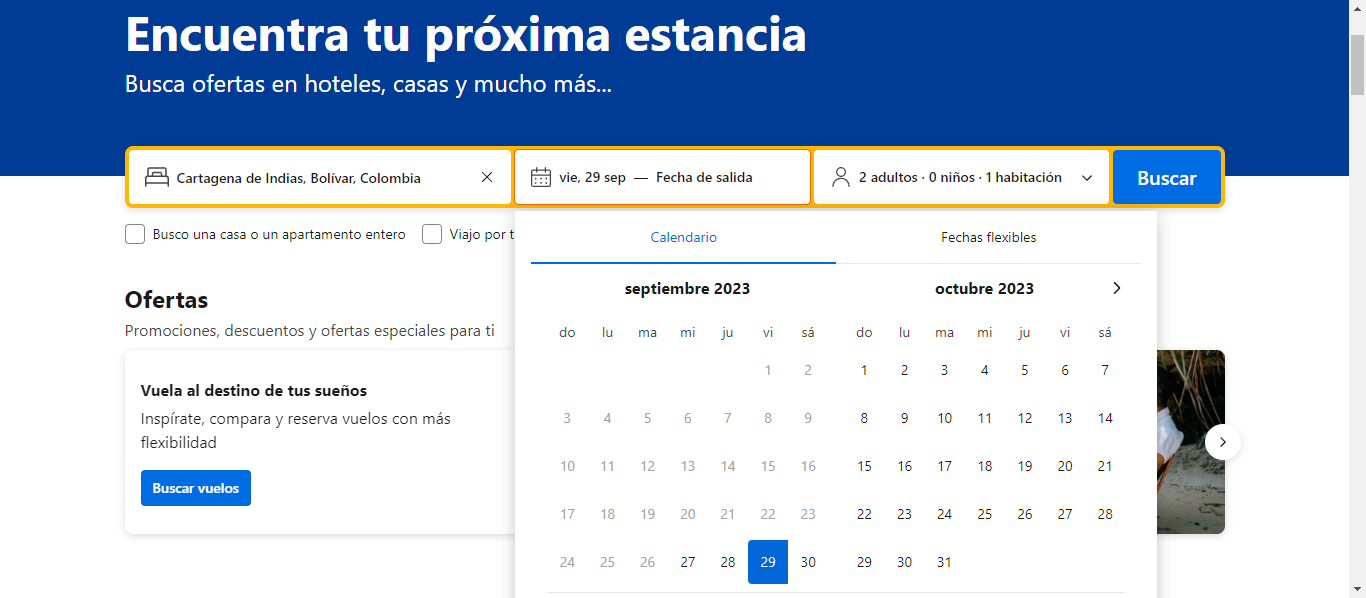 Encuentra tu próxima estancia
Busca ofertas en hoteles, casas y mucho más...
Cartagena de Indias, Bolívar, Colombia
vie, 29 sep — Fecha de salida
2 adultos · 0 niños · 1 habitación
Buscar
Busco una casa o un apartamento entero
Viajo por t
Calendario
Fechas flexibles
septiembre 2023
do lu ma mi ju vi sá
1 2
3 4 5 6 7 8 9
10 11 12 13 14 15 16
17 18 19 20 21 22 23
24 25 26 27 28 29 30
octubre 2023
do lu ma mi ju vi sá
1 2 3 4 5 6 7
8 9 10 11 12 13 14
15 16 17 18 19 20 21
22 23 24 25 26 27 28
29 30 31
Ofertas
Promociones, descuentos y ofertas especiales para ti
Vuela al destino de tus sueños
Inspírate, compara y reserva vuelos con más
flexibilidad
Buscar vuelos